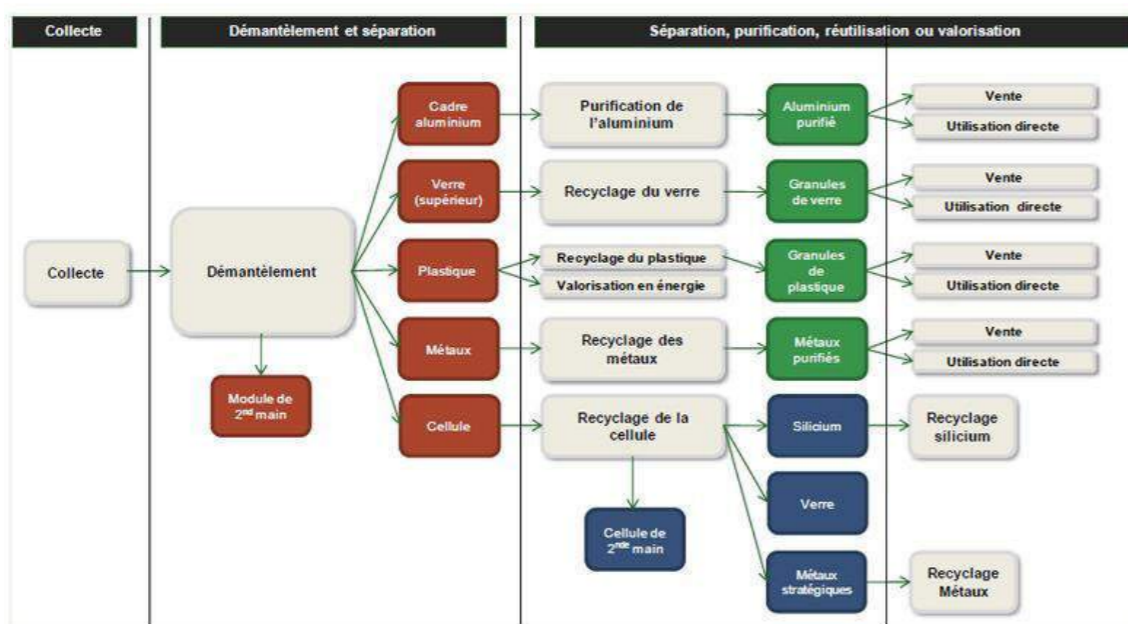 Collecte
Démantèlement et séparation
Séparation, purification, réutilisation ou valorisation
Collecte
Démantèlement
Module de
2nd main
Cadre
aluminium
Purification de
l'aluminium
Aluminium
purifié
Vente
Utilisation directe
Verre
(supérieur)
Recyclage du verre
Granules
de verre
Vente
Utilisation directe
Plastique
Recyclage du plastique
Valorisation en énergie
Granules
de
plastique
Vente
Utilisation directe
Métaux
Recyclage des
métaux
Métaux
purifiés
Vente
Utilisation directe
Cellule
Recyclage de la
cellule
Silicium
Recyclage
silicium
Verre
Cellule de
2nde main
Métaux
stratégiques
Recyclage
Métaux